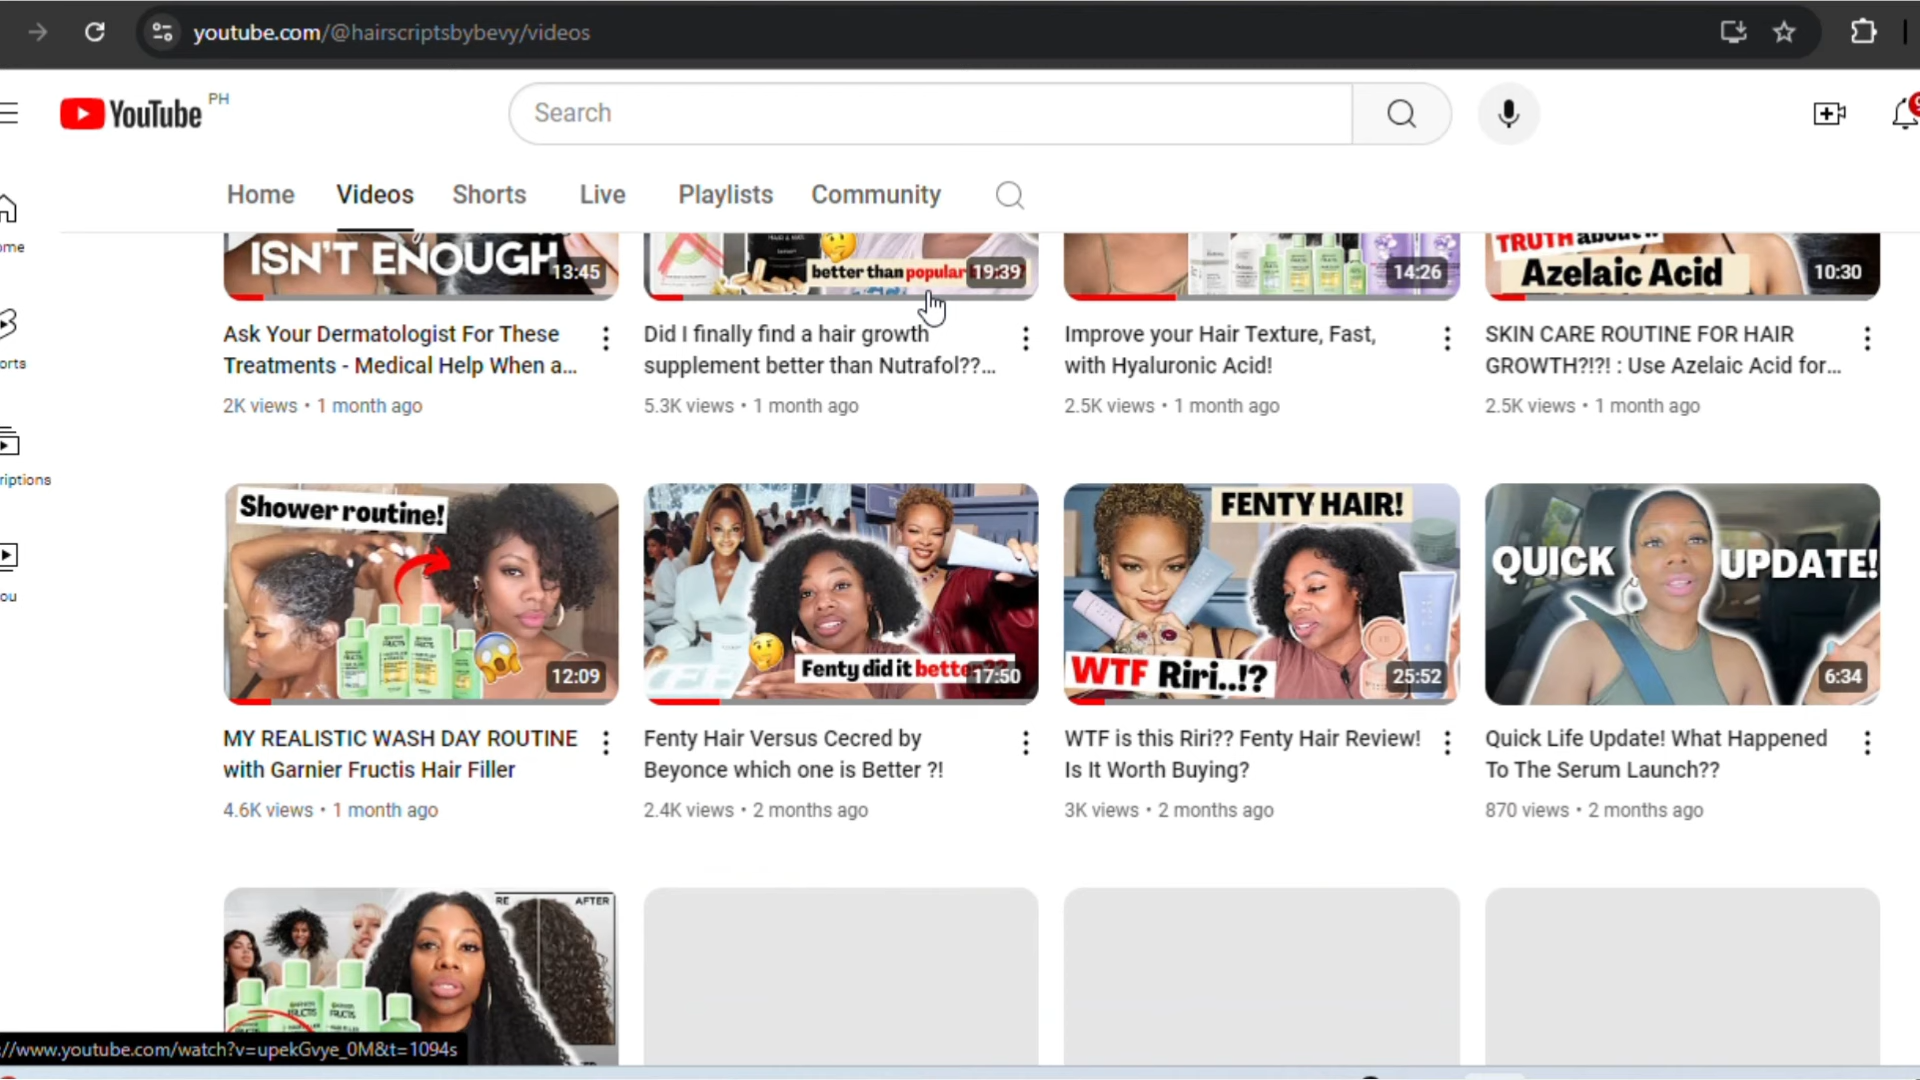 youtube.com/@hairscriptsbybevy/videos
YouTube PH
Search
Home Videos Shorts Live Playlists Community
ISN'T ENOUGH
13:45
better than popular
19:39
14:26
TRUTH about..
Azelaic Acid
10:30
Ask Your Dermatologist For These
Treatments - Medical Help When a...
2K views • 1 month ago
Did I finally find a hair growth
supplement better than Nutrafol??...
5.3K views • 1 month ago
Improve your Hair Texture, Fast,
with Hyaluronic Acid!
2.5K views • 1 month ago
SKIN CARE ROUTINE FOR HAIR
GROWTH?!?! : Use Azelaic Acid for...
2.5K views • 1 month ago
ome
orts
riptions
ou
Shower routine!
12:09
Fenty did it bette
17:50
FENTY HAIR!
WTF Riri..!?
25:52
QUICK UPDATE!
6:34
MY REALISTIC WASH DAY ROUTINE
with Garnier Fructis Hair Filler
4.6K views • 1 month ago
Fenty Hair Versus Cecred by
Beyonce which one is Better ?!
2.4K views • 2 months ago
WTF is this Riri?? Fenty Hair Review!
Is It Worth Buying?
3K views • 2 months ago
Quick Life Update! What Happened
To The Serum Launch??
870 views • 2 months ago
RE AFTER
://www.youtube.com/watch?v=upekGvye_0M&t=1094s